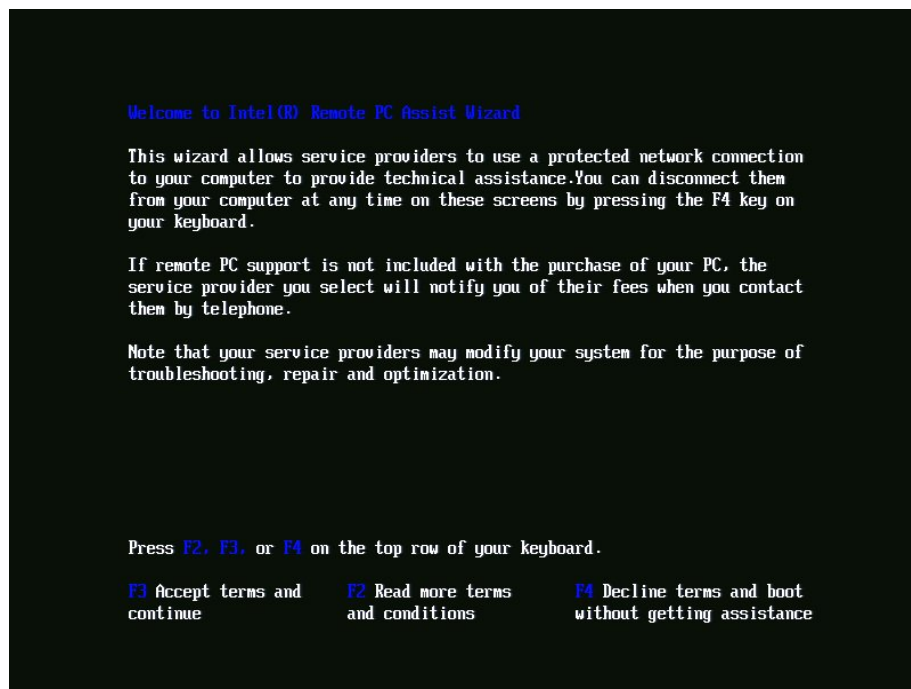 Welcome to Intel(R) Remote PC Assist Wizard
This wizard allows service providers to use a protected network connection
to your computer to provide technical assistance.You can disconnect them
from your computer at any time on these screens by pressing the F4 key on
your keyboard.
If remote PC support is not included with the purchase of your PC, the
service provider you select will notify you of their fees when you contact
them by telephone.
Note that your service providers may modify your system for the purpose of
troubleshooting, repair and optimization.
Press F2, F3, or F4 on the top row of your keyboard.
F3 Accept terms and
continue
F2 Read more terms
and conditions
F4 Decline terms and boot
without getting assistance